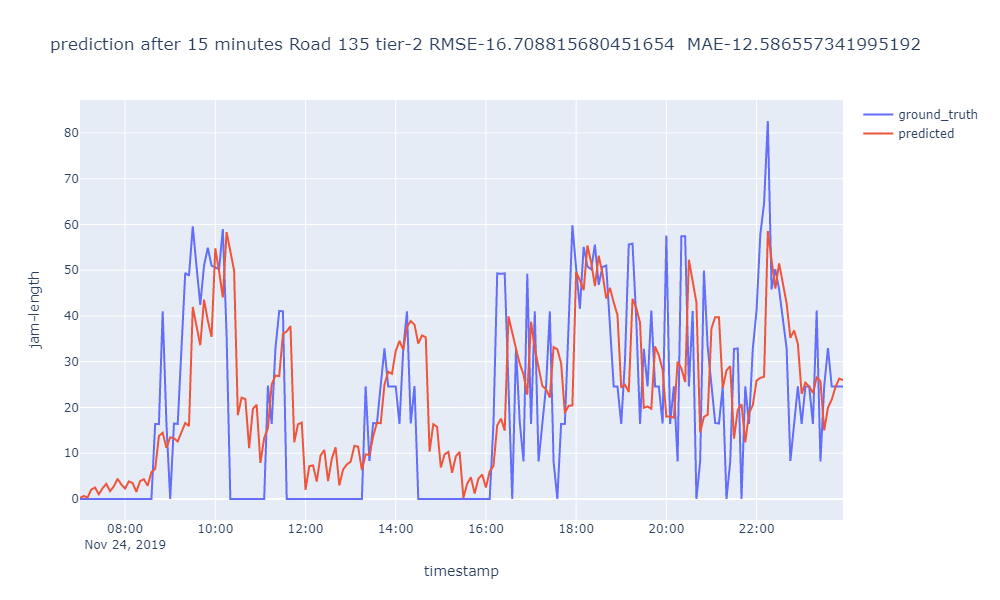 prediction after 15 minutes Road 135 tier-2 RMSE-16.708815680451654  MAE-12.586557341995192
ground_truth
predicted
80
70
60
50
40
30
20
10
0
jam-length
08:00 10:00 12:00 14:00 16:00 18:00 20:00 22:00
Nov 24, 2019
timestamp